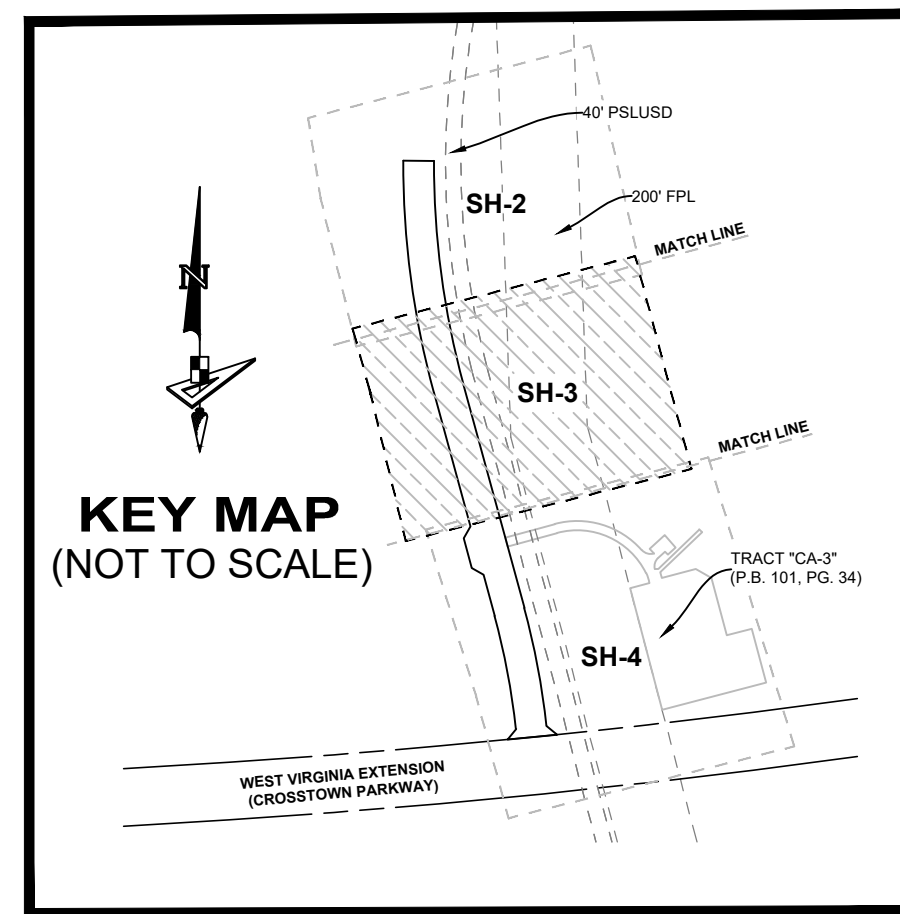 40' PSLUSD
SH-2
200' FPL
MATCH LINE
N
SH-3
MATCH LINE
KEY MAP
(NOT TO SCALE)
TRACT "CA-3"
(P.B. 101, PG. 34)
SH-4
WEST VIRGINIA EXTENSION
(CROSSTOWN PARKWAY)